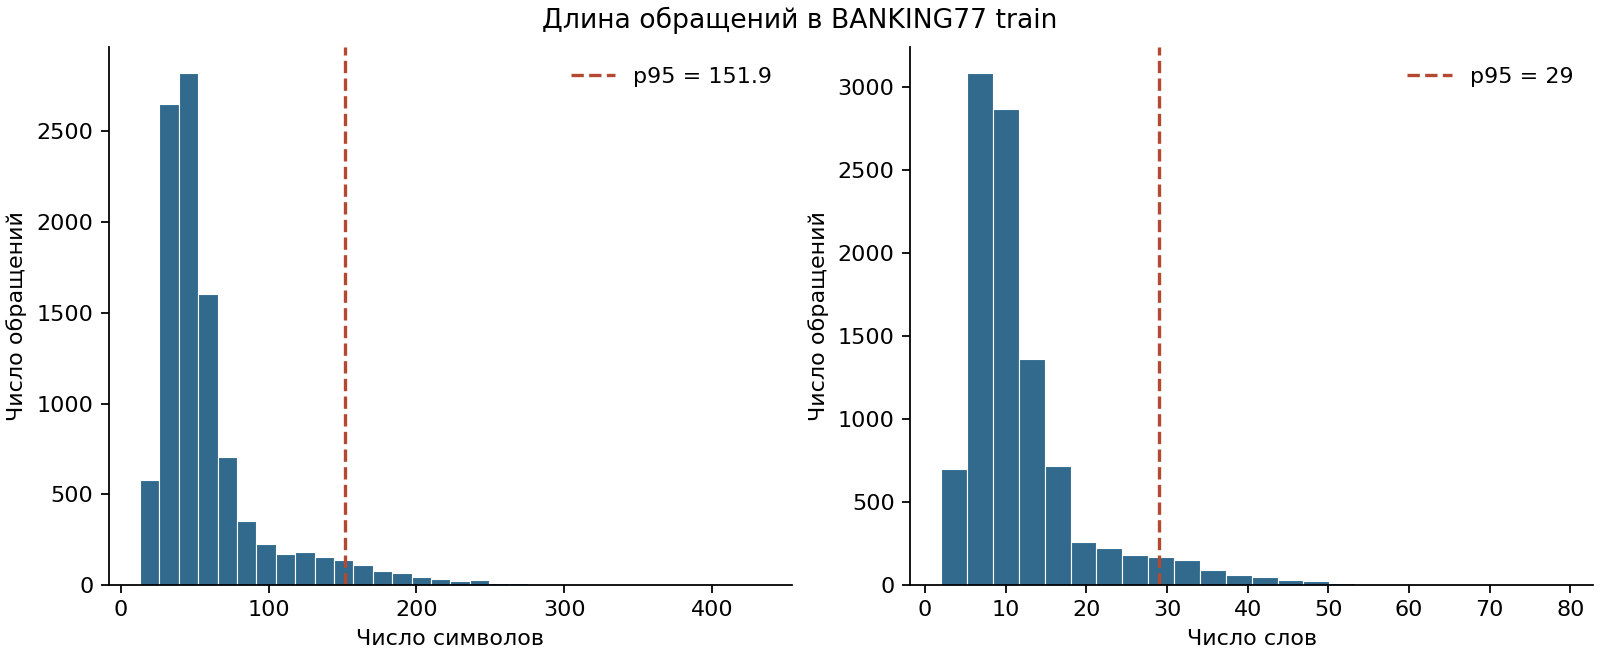 Длина обращений в BANKING77 train
p95 = 151.9
Число обращений
2500
2000
1500
1000
500
0
0 100 200 300 400
Число символов
p95 = 29
Число обращений
3000
2500
2000
1500
1000
500
0
0 10 20 30 40 50 60 70 80
Число слов